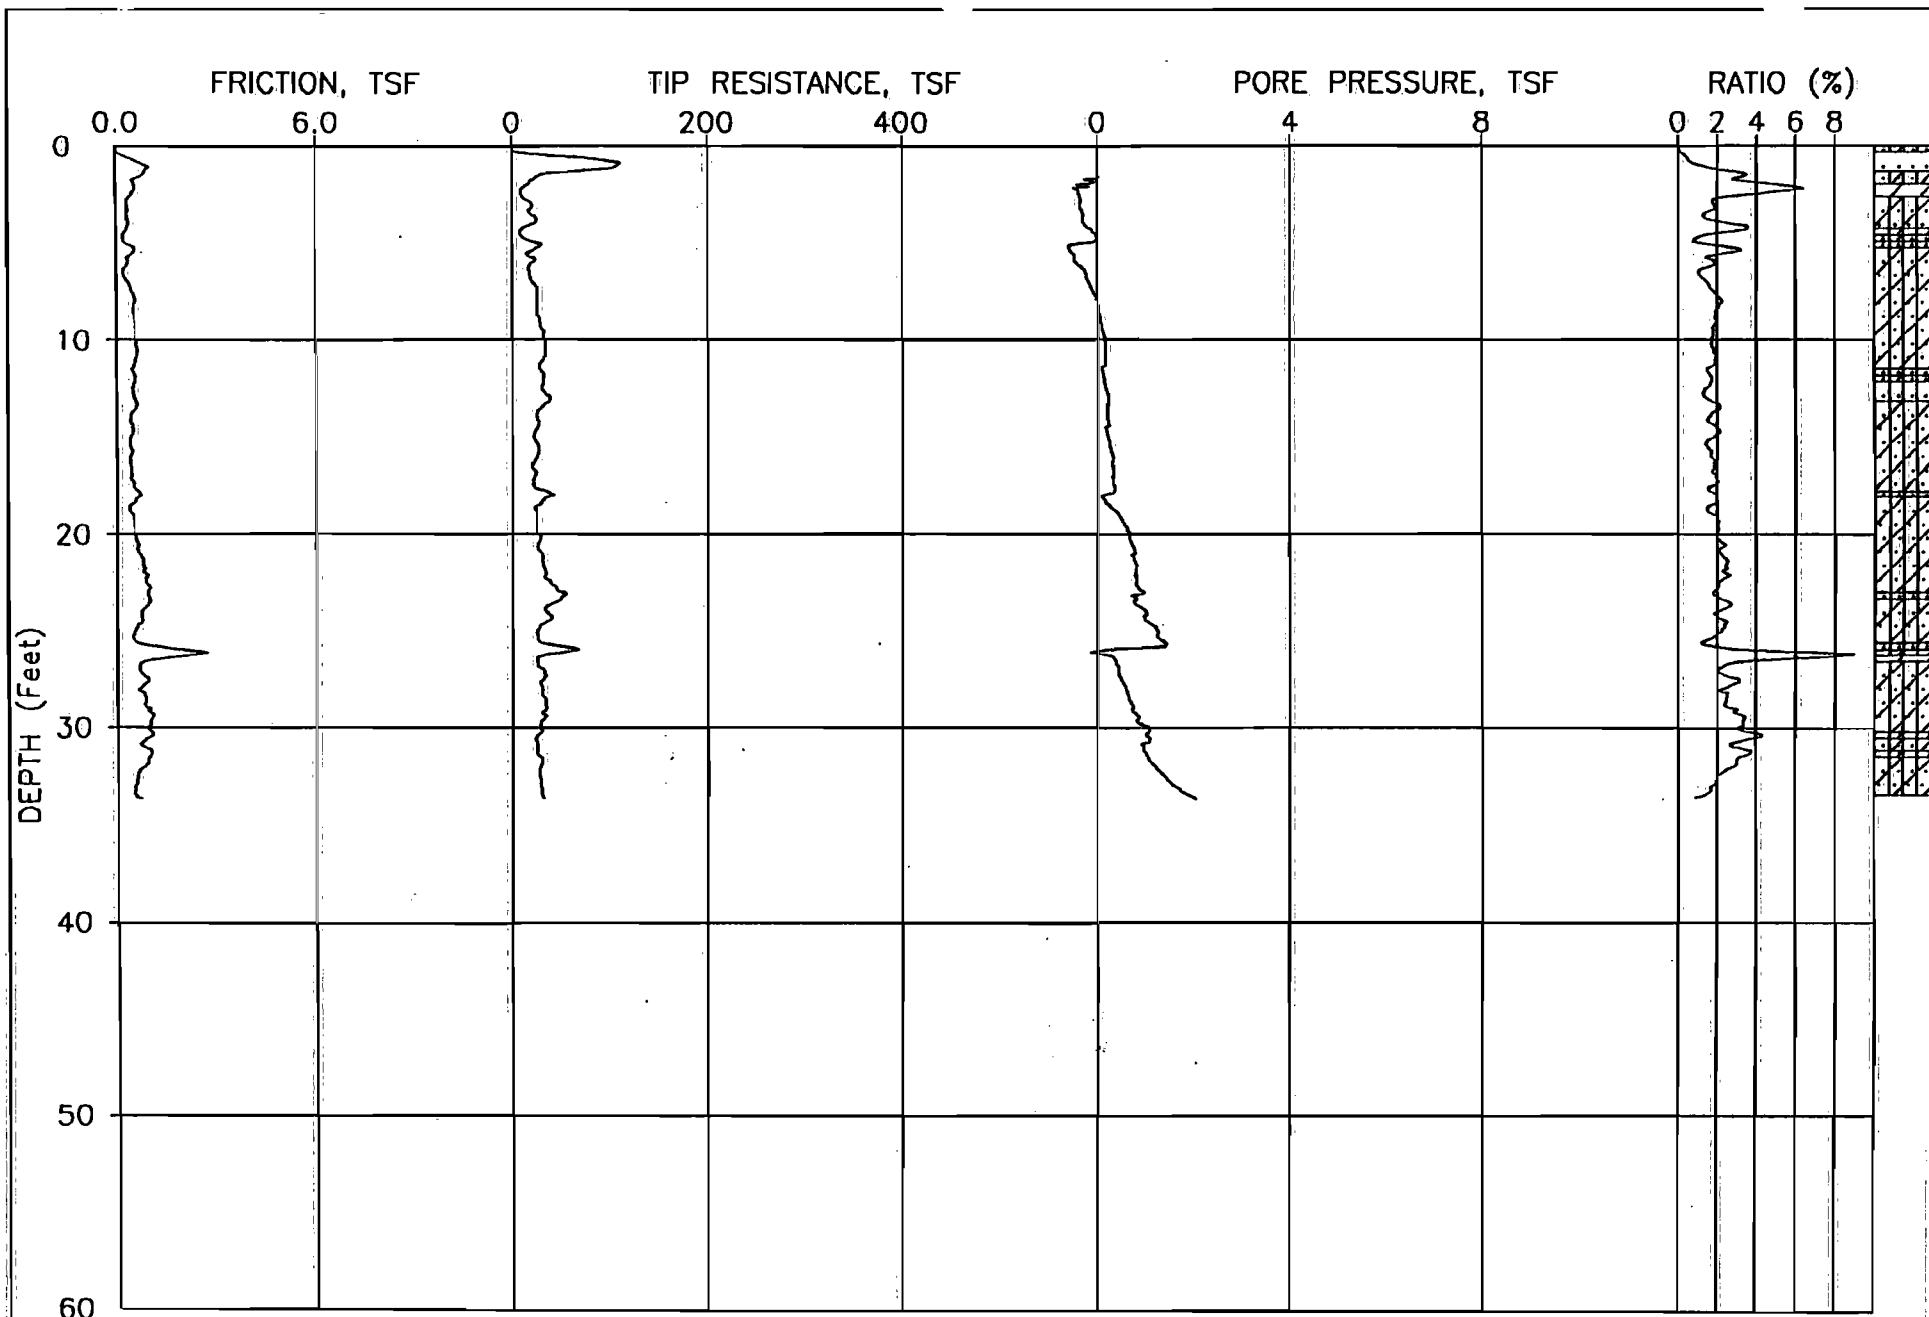 FRICTION, TSF TIP RESISTANCE, TSF PORE PRESSURE, TSF RATIO (%)
0.0 6.0 0 200 400 0 4 8 0 2 4 6 8
0
10
20
30
40
50
60
DEPTH (Feet)